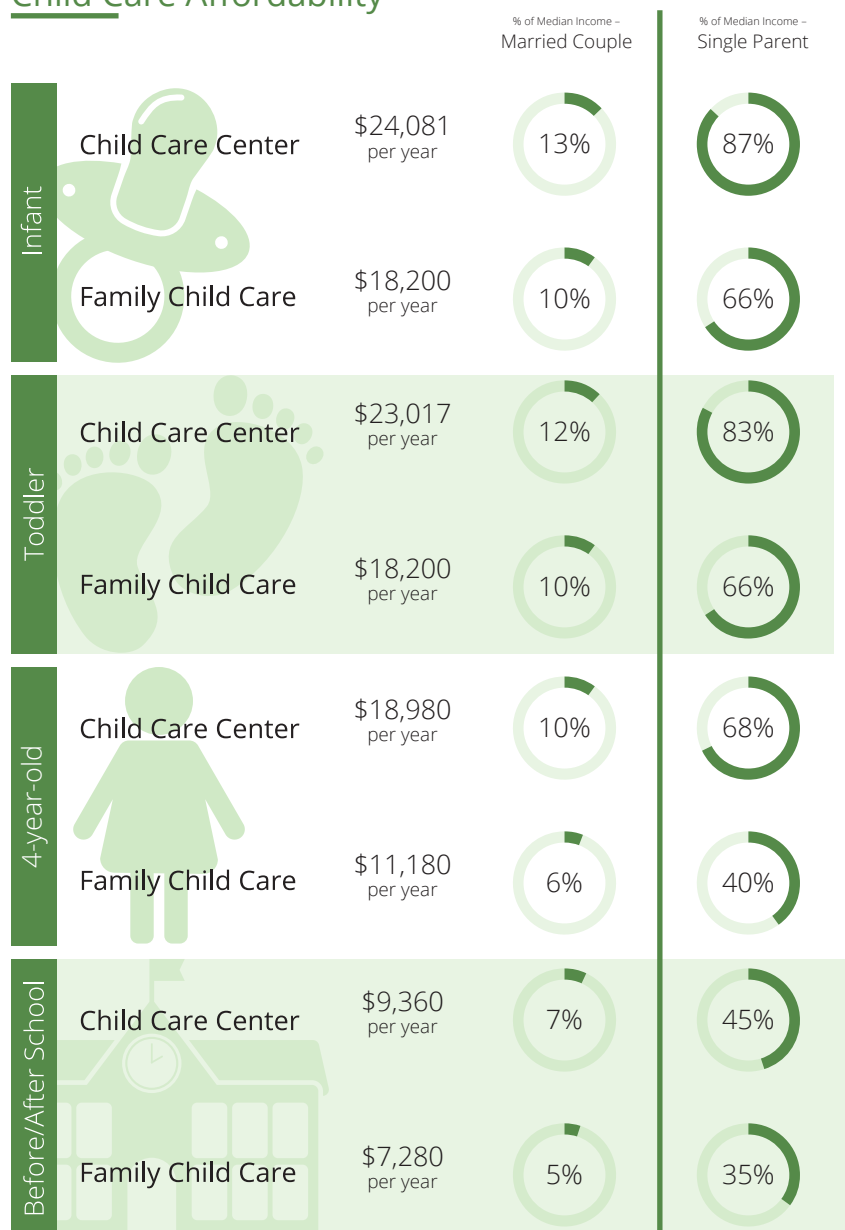 Child Care Affordability
% of Median Income –
Married Couple
% of Median Income –
Single Parent
Infant
Child Care Center
$24,081
per year
13%
87%
Family Child Care
$18,200
per year
10%
66%
Toddler
Child Care Center
$23,017
per year
12%
83%
Family Child Care
$18,200
per year
10%
66%
4-year-old
Child Care Center
$18,980
per year
10%
68%
Family Child Care
$11,180
per year
6%
40%
Before/After School
Child Care Center
$9,360
per year
7%
45%
Family Child Care
$7,280
per year
5%
35%